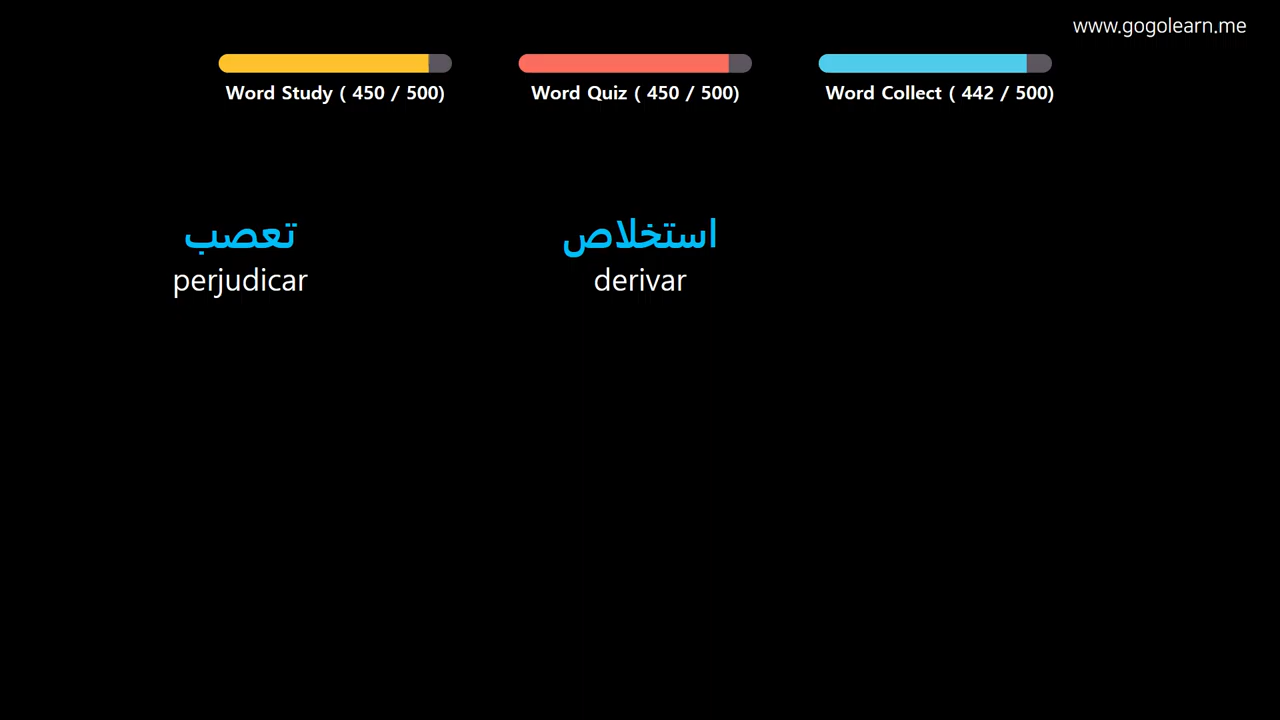 www.gogolearn.me
Word Study ( 450 / 500)
Word Quiz ( 450 / 500)
Word Collect ( 442 / 500)
تعصب
perjudicar
استخلاص
derivar